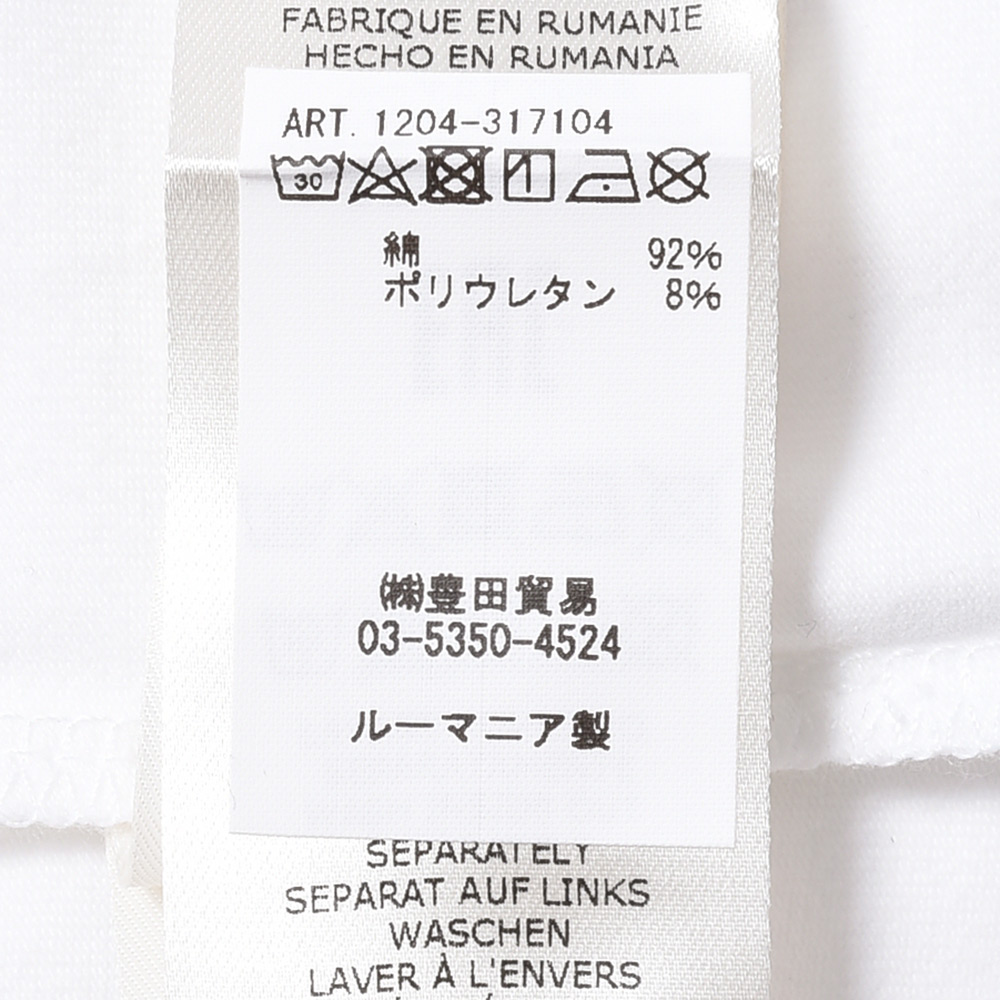 FABRIQUE EN RUMANIE
HECHO EN RUMANIA
ART. 1204-317104
30
綿 92%
ポリウレタン 8%
㈱豊田貿易
03-5350-4524
ルーマニア製
SEPARATELY
SEPARAT AUF LINKS
WASCHEN
LAVER À L'ENVERS